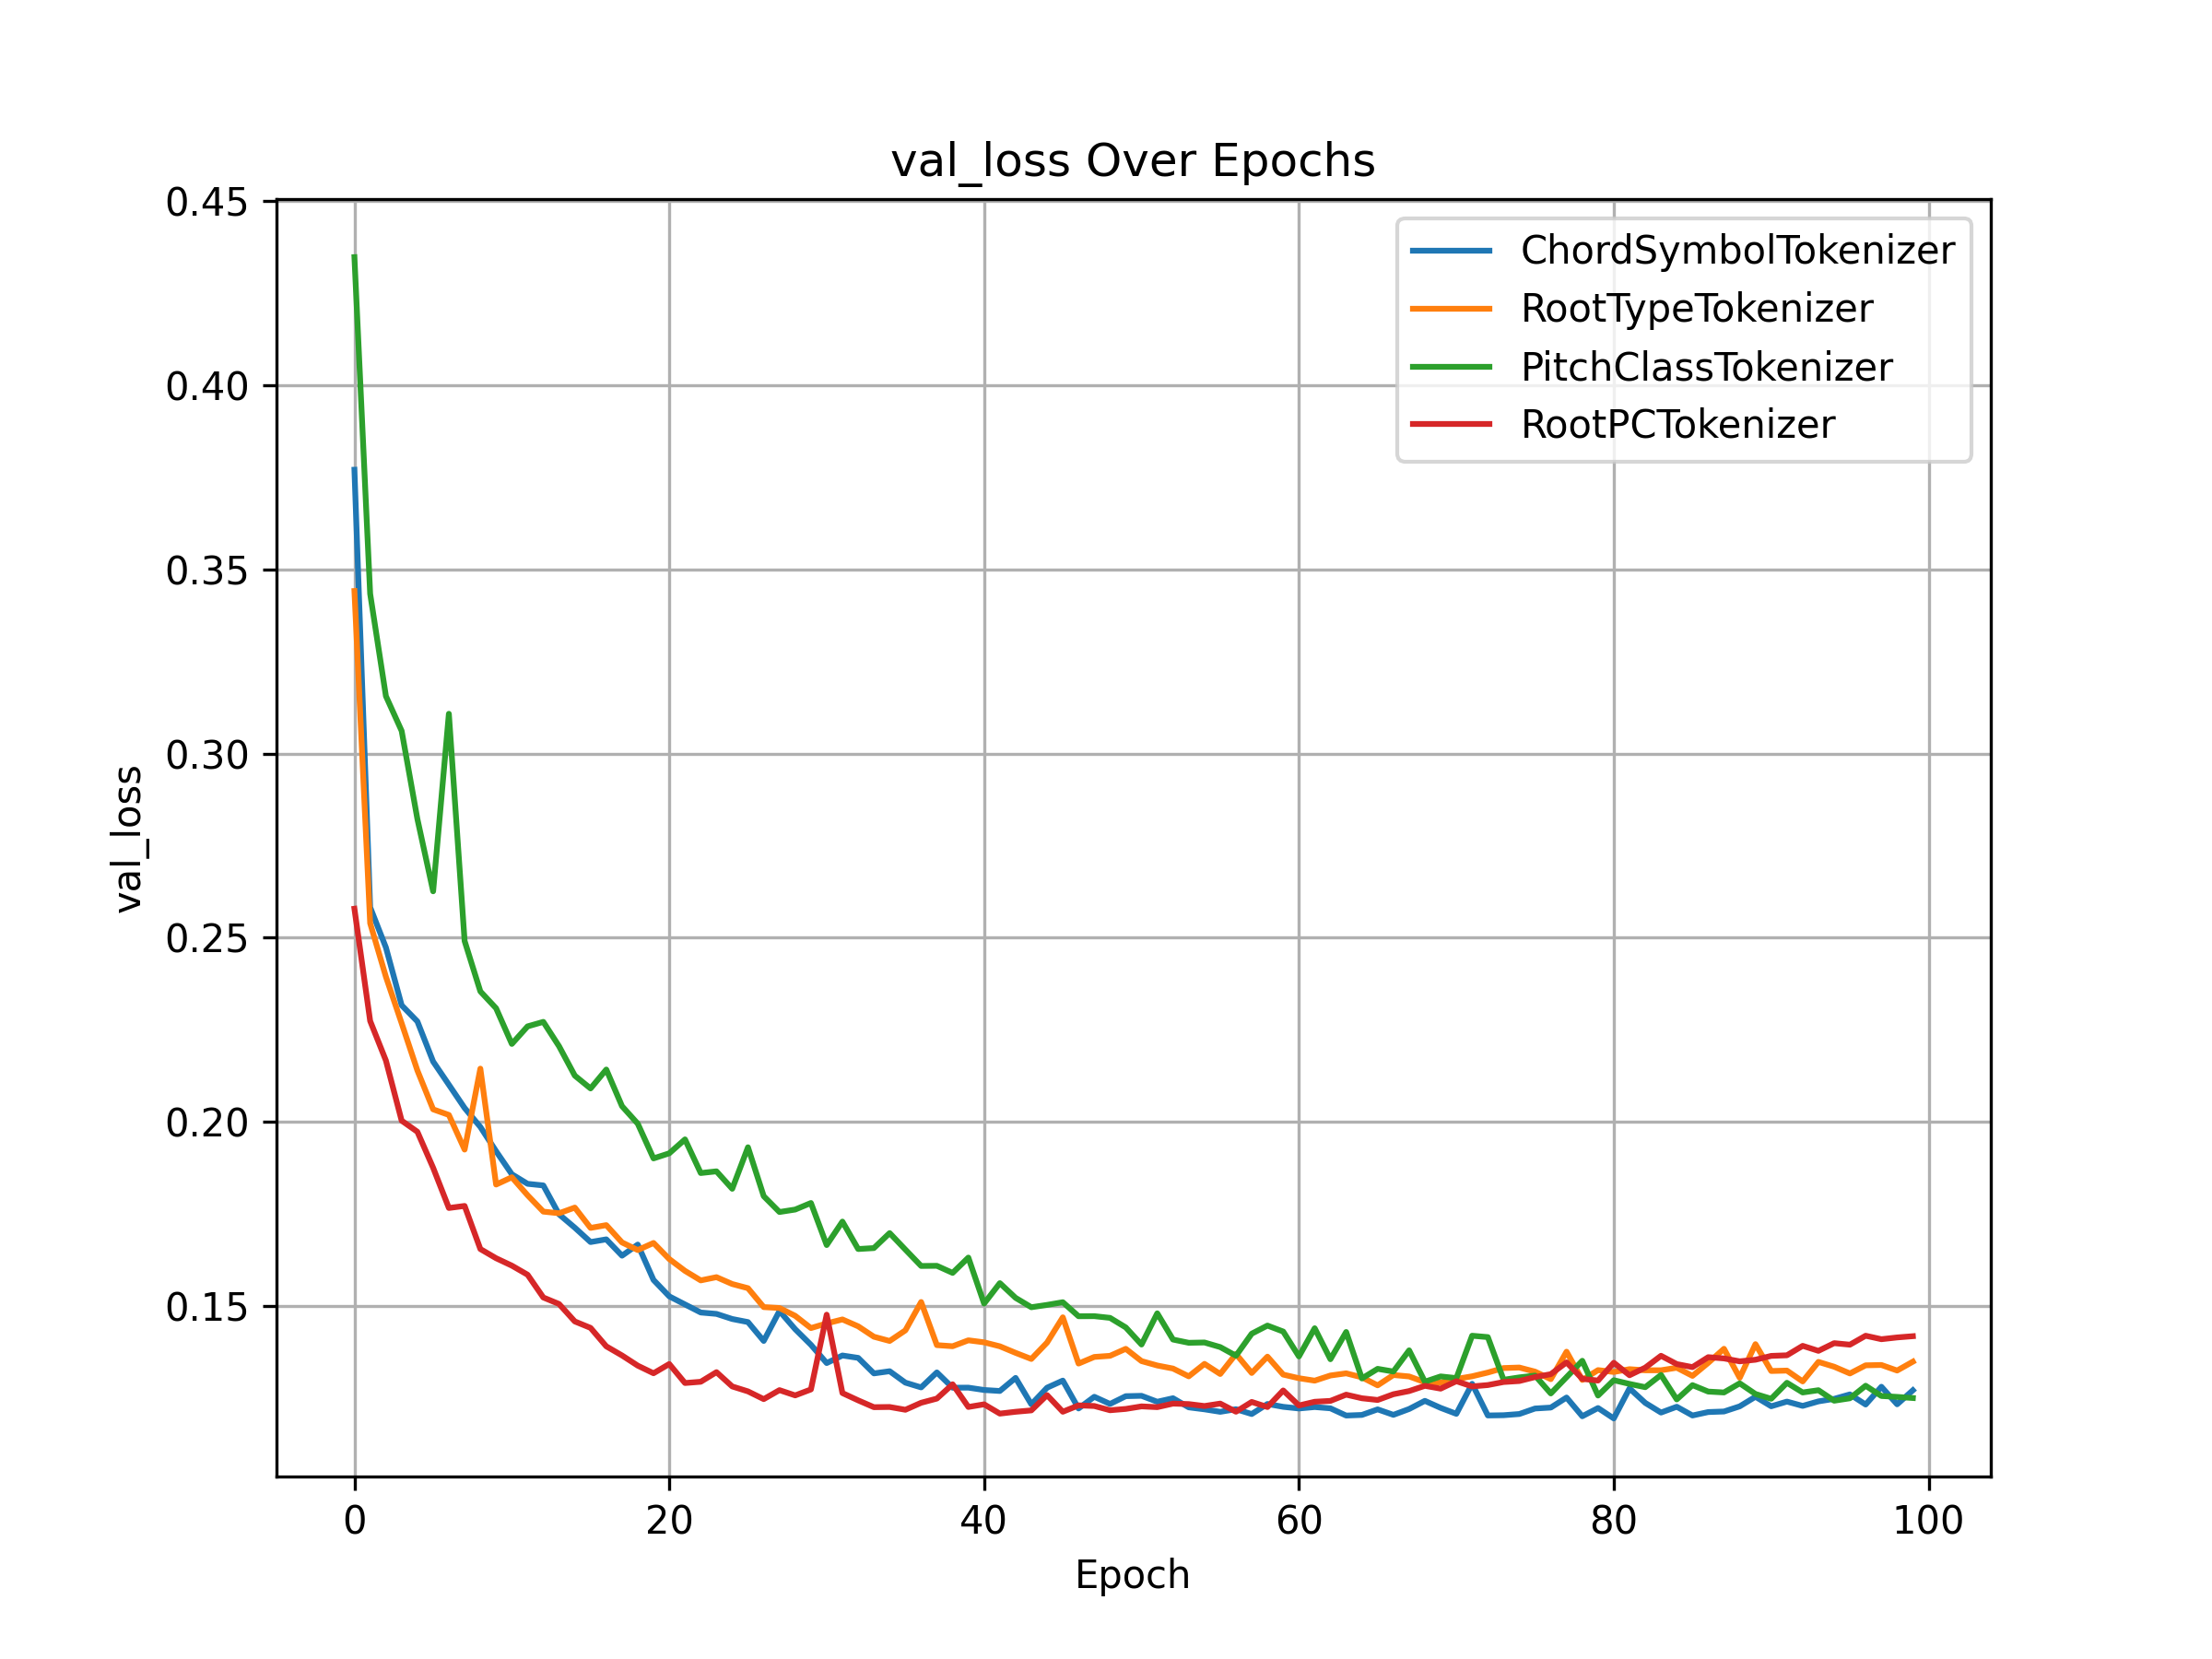 val_loss Over Epochs
0.45
0.40
0.35
0.30
0.25
0.20
0.15
val_loss
ChordSymbolTokenizer
RootTypeTokenizer
PitchClassTokenizer
RootPCTokenizer
0 20 40 60 80 100
Epoch